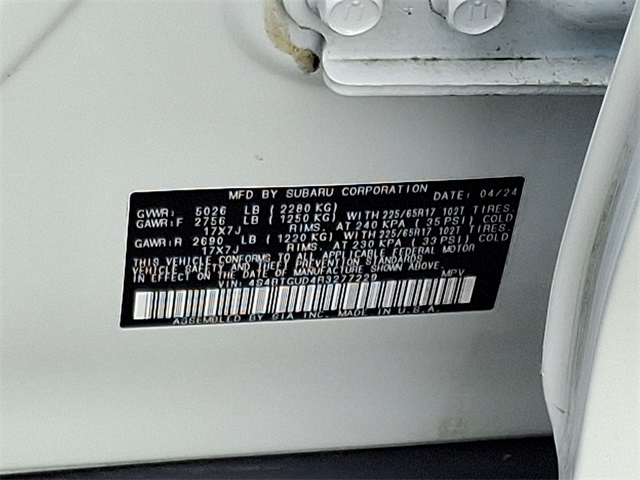 MFD BY SUBARU CORPORATION DATE: 04/24
GVWR: 5026 LB (2280 KG)
GAWR:F 2756 LB (1250 KG) WITH 225/65R17 102T TIRES.
17X7J RIMS. AT 240 KPA (35 PSI) COLD
GAWR:R 2690 LB (1220 KG) WITH 225/65R17 102T TIRES.
17X7J RIMS. AT 230 KPA (33 PSI) COLD
THIS VEHICLE CONFORMS TO ALL APPLICABLE FEDERAL MOTOR
VEHICLE SAFETY AND THEFT PREVENTION STANDARDS
IN EFFECT ON THE DATE OF MANUFACTURE SHOWN ABOVE.
VIN: 4S4BTGUD4R3277229 MPV
ASSEMBLED BY SIA INC. MADE IN U.S.A.